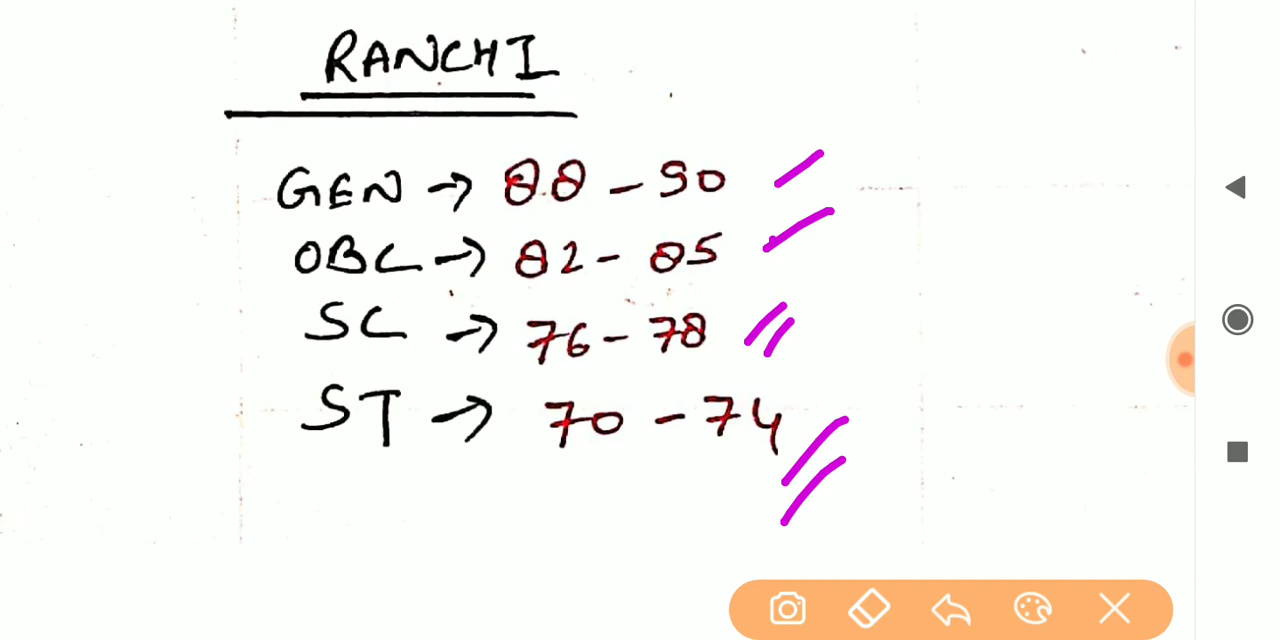 RANCHI
GEN → 88 - 90
OBC → 82 - 85
SC → 76 - 78
ST → 70 - 74